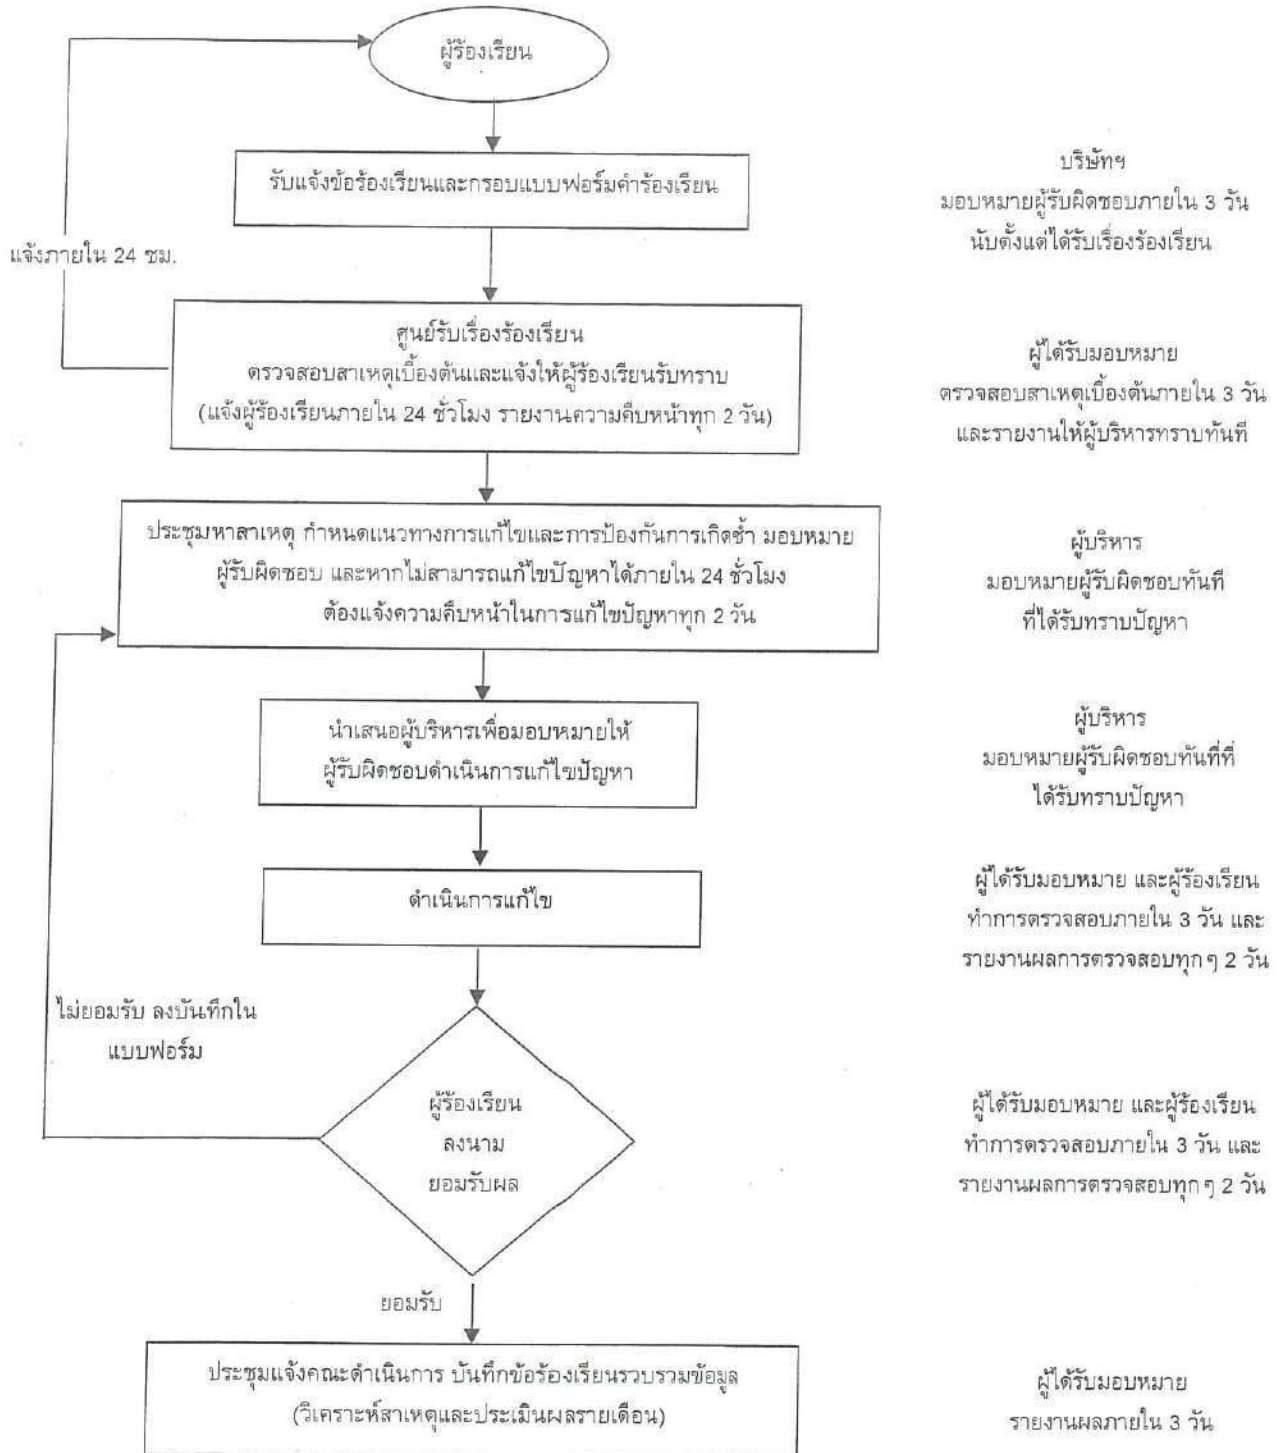 ผู้ร้องเรียน
รับแจ้งข้อร้องเรียนและกรอบแบบฟอร์มคำร้องเรียน
บริษัทฯ
มอบหมายผู้รับผิดชอบภายใน 3 วัน
นับตั้งแต่ได้รับเรื่องร้องเรียน
แจ้งภายใน 24 ชม.
ศูนย์รับเรื่องร้องเรียน
ตรวจสอบสาเหตุเบื้องต้นและแจ้งให้ผู้ร้องเรียนรับทราบ
(แจ้งผู้ร้องเรียนภายใน 24 ชั่วโมง รายงานความคืบหน้าทุก 2 วัน)
ผู้ได้รับมอบหมาย
ตรวจสอบสาเหตุเบื้องต้นภายใน 3 วัน
และรายงานให้ผู้บริหารทราบทันที
ประชุมหาสาเหตุ กำหนดแนวทางการแก้ไขและการป้องกันการเกิดซ้ำ มอบหมาย
ผู้รับผิดชอบ และหากไม่สามารถแก้ไขปัญหาได้ภายใน 24 ชั่วโมง
ต้องแจ้งความคืบหน้าในการแก้ไขปัญหาทุก 2 วัน
ผู้บริหาร
มอบหมายผู้รับผิดชอบทันที
ที่ได้รับทราบปัญหา
นำเสนอผู้บริหารเพื่อมอบหมายให้
ผู้รับผิดชอบดำเนินการแก้ไขปัญหา
ผู้บริหาร
มอบหมายผู้รับผิดชอบทันที่ที่
ได้รับทราบปัญหา
ดำเนินการแก้ไข
ผู้ได้รับมอบหมาย และผู้ร้องเรียน
ทำการตรวจสอบภายใน 3 วัน และ
รายงานผลการตรวจสอบทุกๆ 2 วัน
ไม่ยอมรับ ลงบันทึกใน
แบบฟอร์ม
ผู้ร้องเรียน
ลงนาม
ยอมรับผล
ผู้ได้รับมอบหมาย และผู้ร้องเรียน
ทำการตรวจสอบภายใน 3 วัน และ
รายงานผลการตรวจสอบทุกๆ 2 วัน
ยอมรับ
ประชุมแจ้งคณะดำเนินการ บันทึกข้อร้องเรียนรวบรวมข้อมูล
(วิเคราะห์สาเหตุและประเมินผลรายเดือน)
ผู้ได้รับมอบหมาย
รายงานผลภายใน 3 วัน